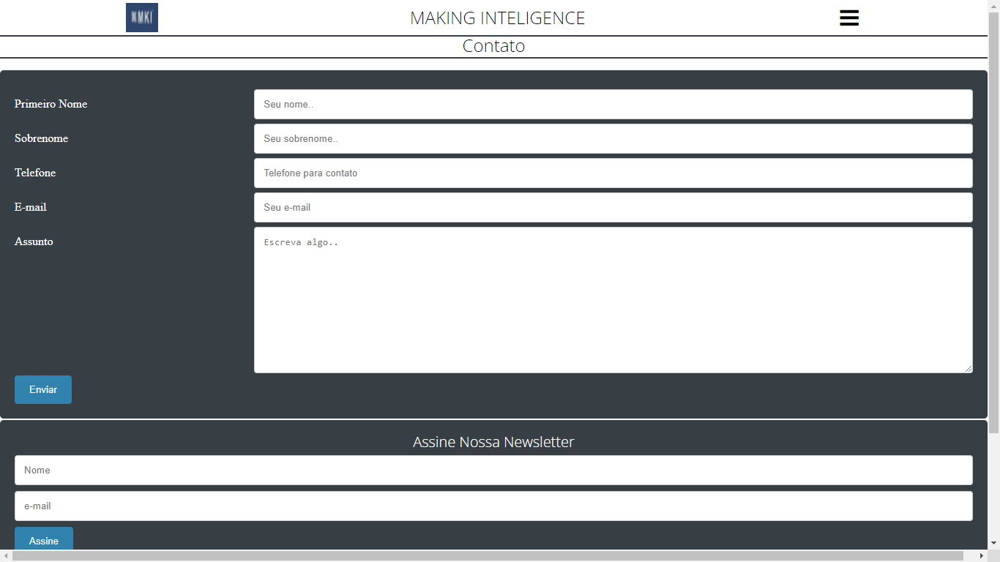 MKI
MAKING INTELIGENCE
Contato
Primeiro Nome
Seu nome..
Sobrenome
Seu sobrenome..
Telefone
Telefone para contato
E-mail
Seu e-mail
Assunto
Escreva algo..
Enviar
Assine Nossa Newsletter
Nome
e-mail
Assine